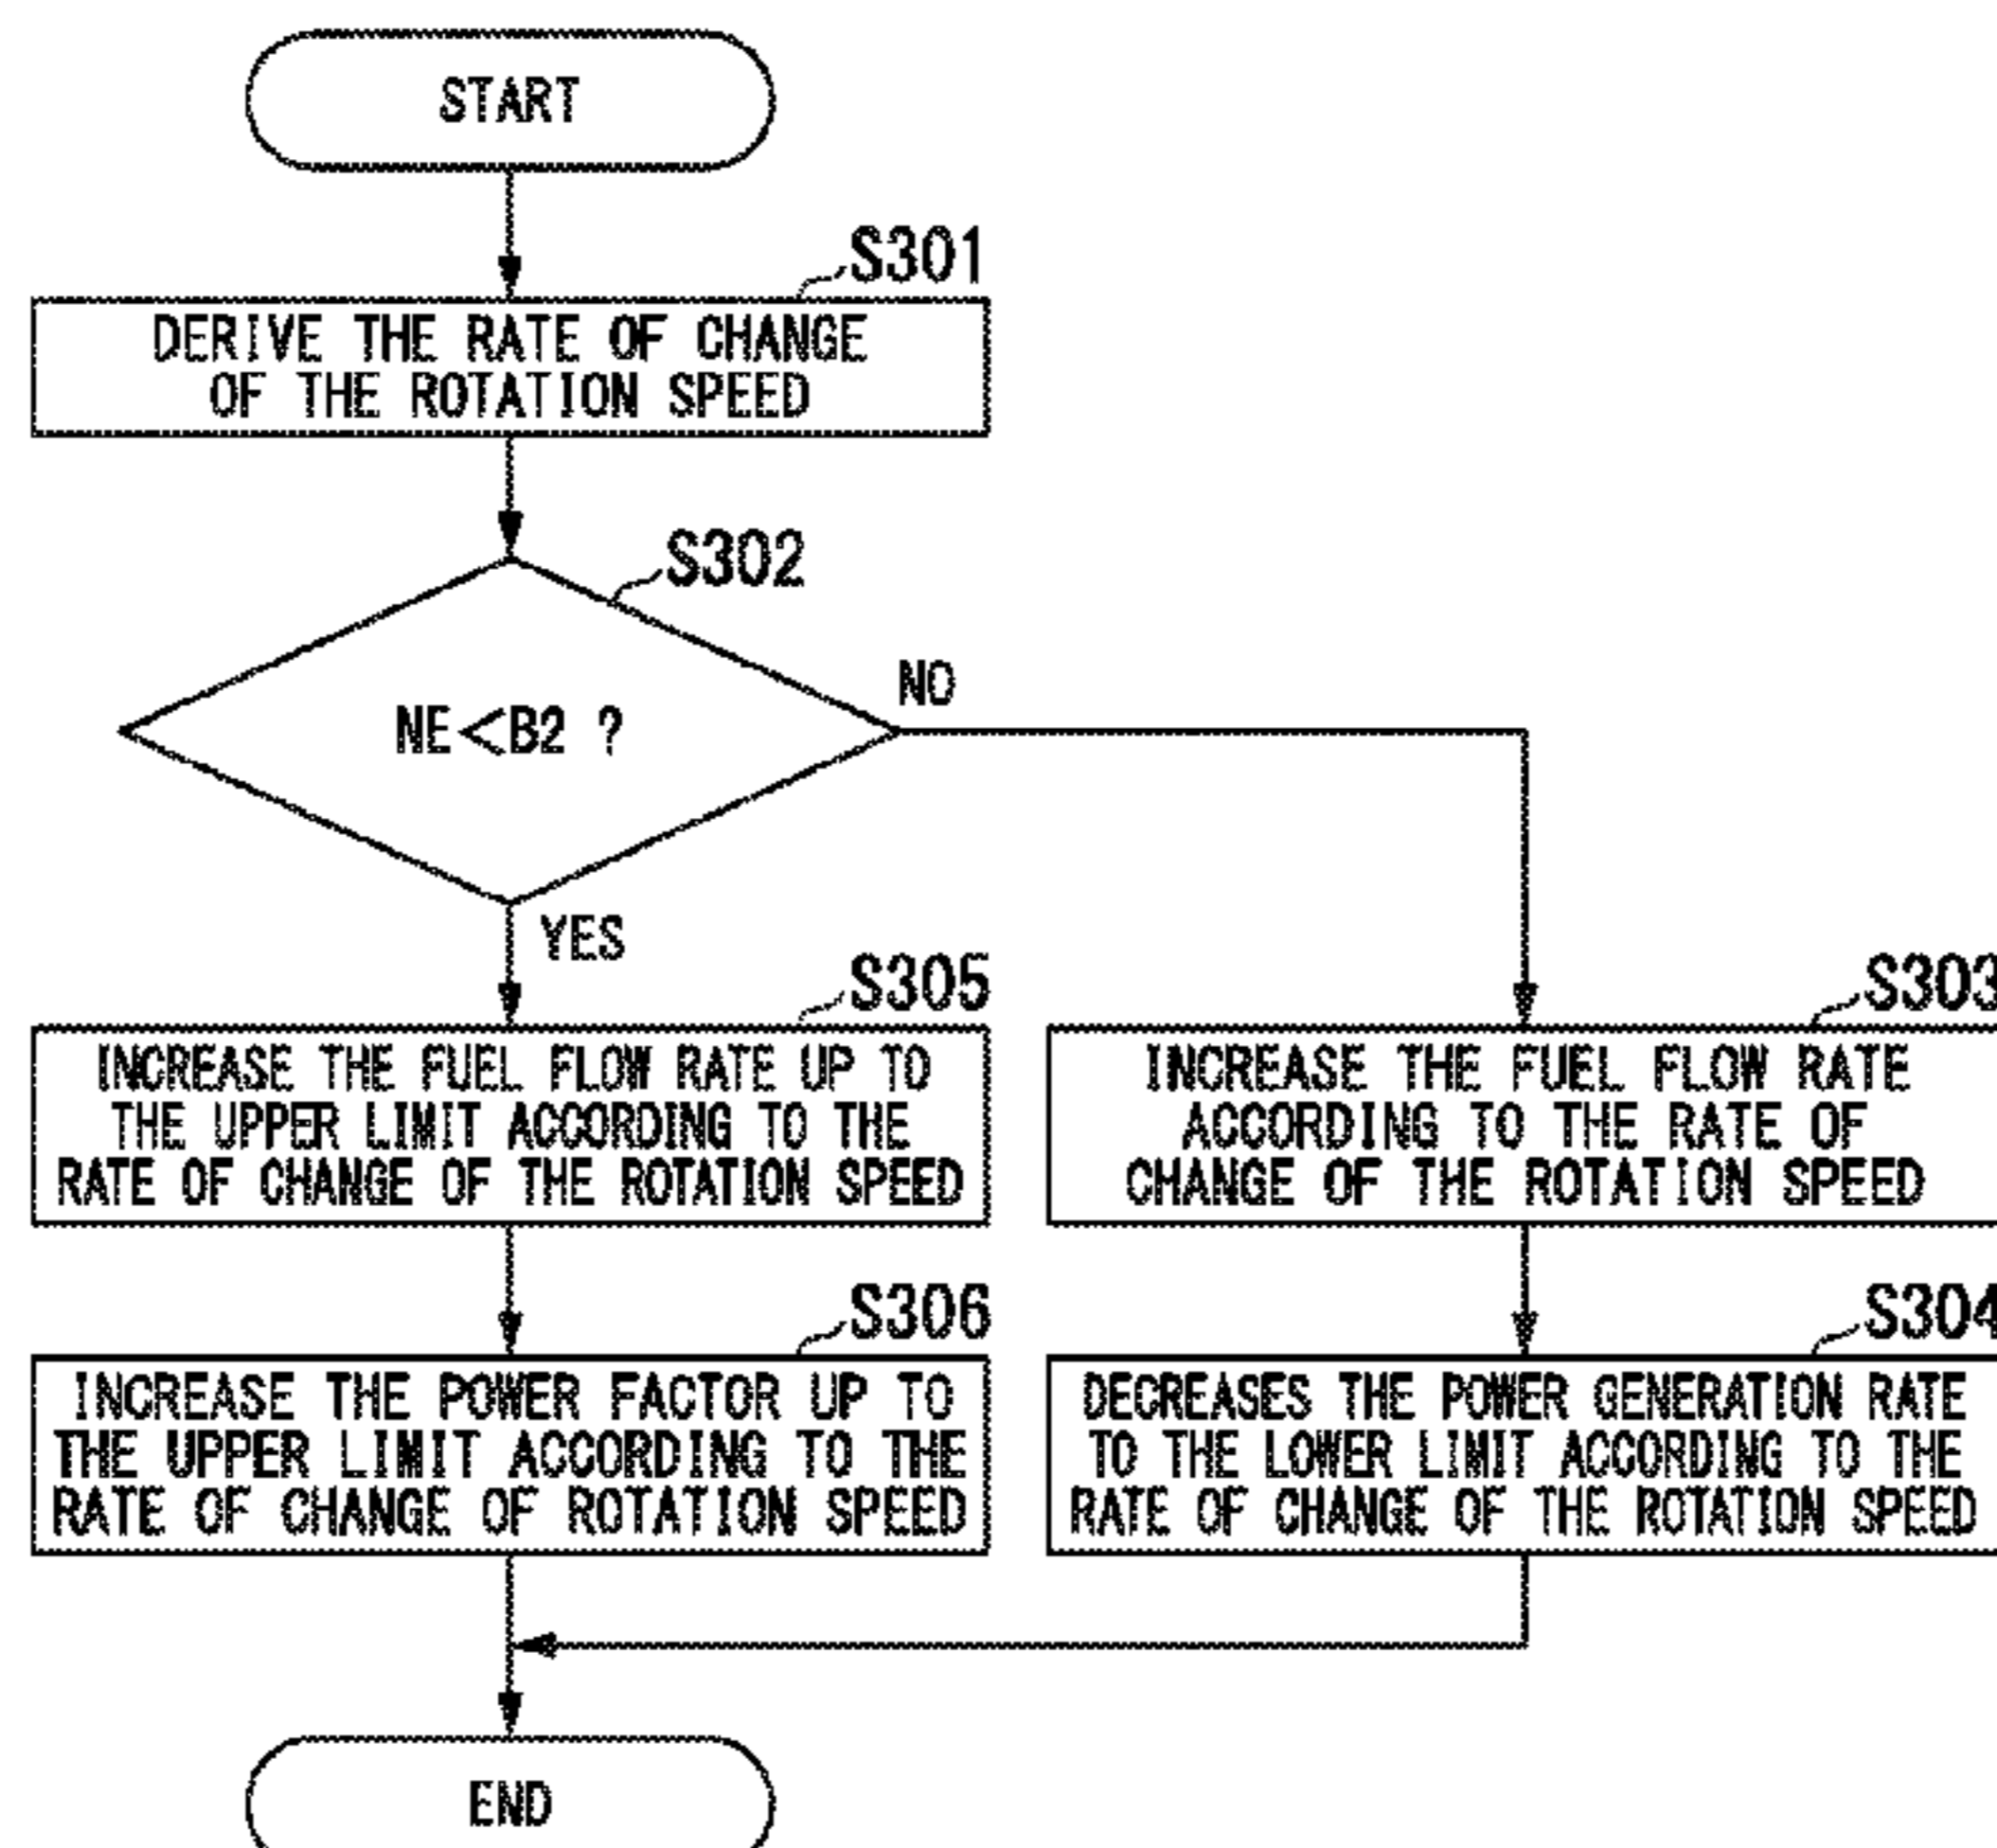 START
S301
DERIVE THE RATE OF CHANGE
OF THE ROTATION SPEED
S302
NE<B2 ?
NO
YES
S305
INCREASE THE FUEL FLOW RATE UP TO
THE UPPER LIMIT ACCORDING TO THE
RATE OF CHANGE OF THE ROTATION SPEED
S303
INCREASE THE FUEL FLOW RATE
ACCORDING TO THE RATE OF
CHANGE OF THE ROTATION SPEED
S306
INCREASE THE POWER FACTOR UP TO
THE UPPER LIMIT ACCORDING TO THE
RATE OF CHANGE OF ROTATION SPEED
S304
DECREASES THE POWER GENERATION RATE
TO THE LOWER LIMIT ACCORDING TO THE
RATE OF CHANGE OF THE ROTATION SPEED
END